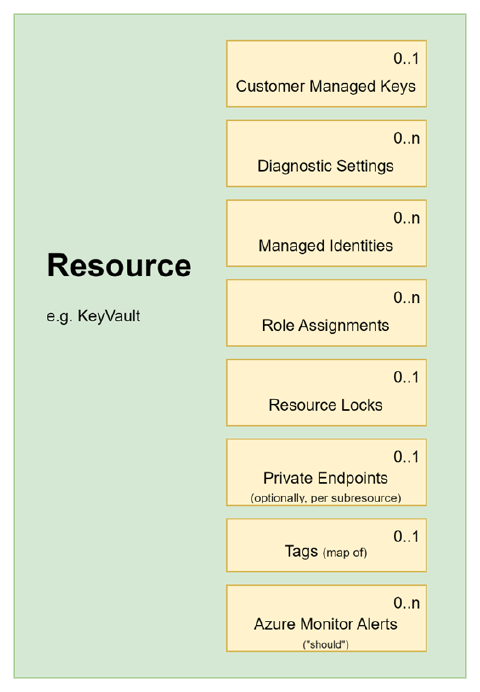 Resource
e.g. KeyVault
0..1
Customer Managed Keys
0..n
Diagnostic Settings
0..n
Managed Identities
0..n
Role Assignments
0..1
Resource Locks
0..1
Private Endpoints
(optionally, per subresource)
0..1
Tags (map of)
0..n
Azure Monitor Alerts
("should")